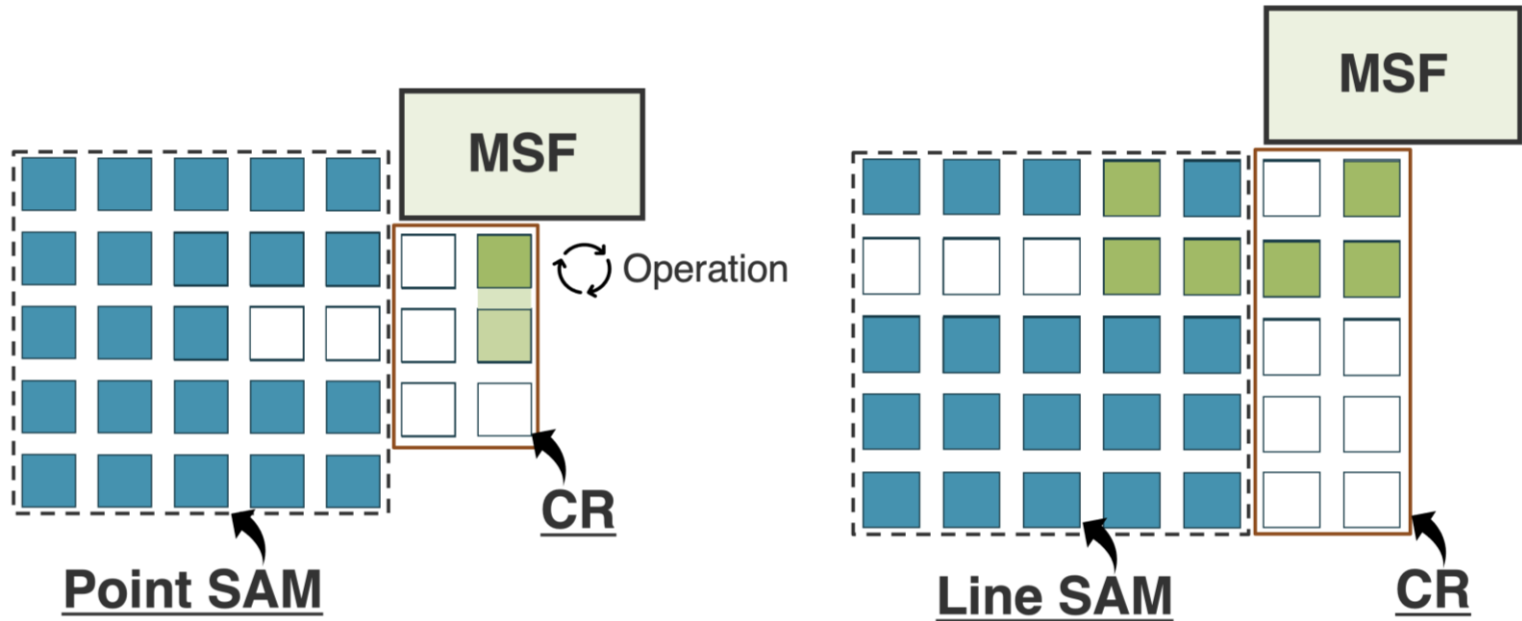 MSF
Operation
CR
Point SAM
MSF
Line SAM
CR